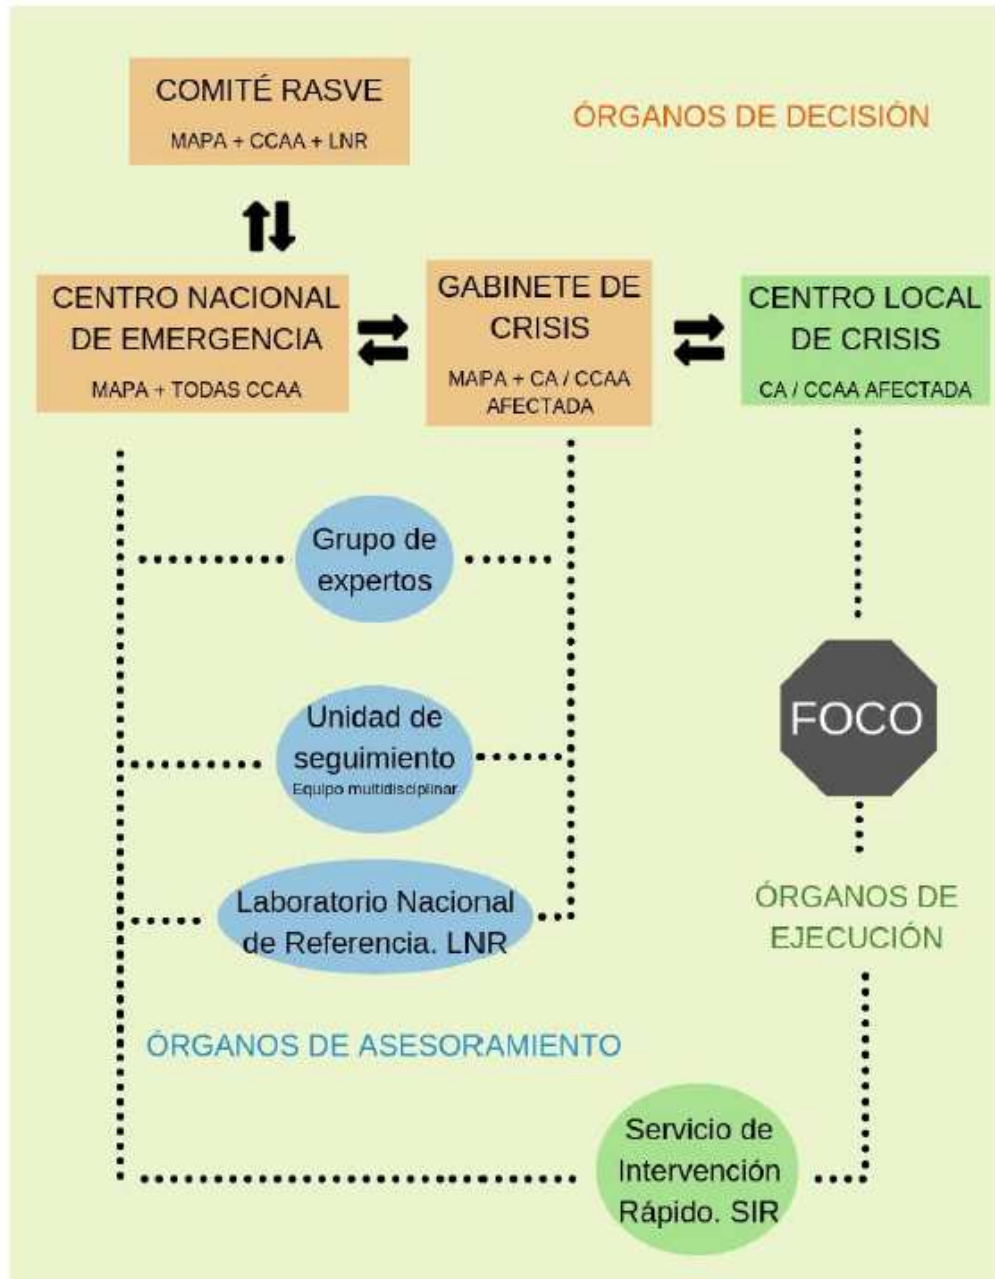 COMITÉ RASVE
MAPA + CCAA + LNR
ÓRGANOS DE DECISIÓN
CENTRO NACIONAL
DE EMERGENCIA
MAPA + TODAS CCAA
GABINETE DE
CRISIS
MAPA + CA / CCAA
AFECTADA
CENTRO LOCAL
DE CRISIS
CA / CCAA AFECTADA
Grupo de
expertos
Unidad de
seguimiento
Equipo multidisciplinar
Laboratorio Nacional
de Referencia. LNR
FOCO
ÓRGANOS DE
EJECUCIÓN
ÓRGANOS DE ASESORAMIENTO
Servicio de
Intervención
Rápido. SIR